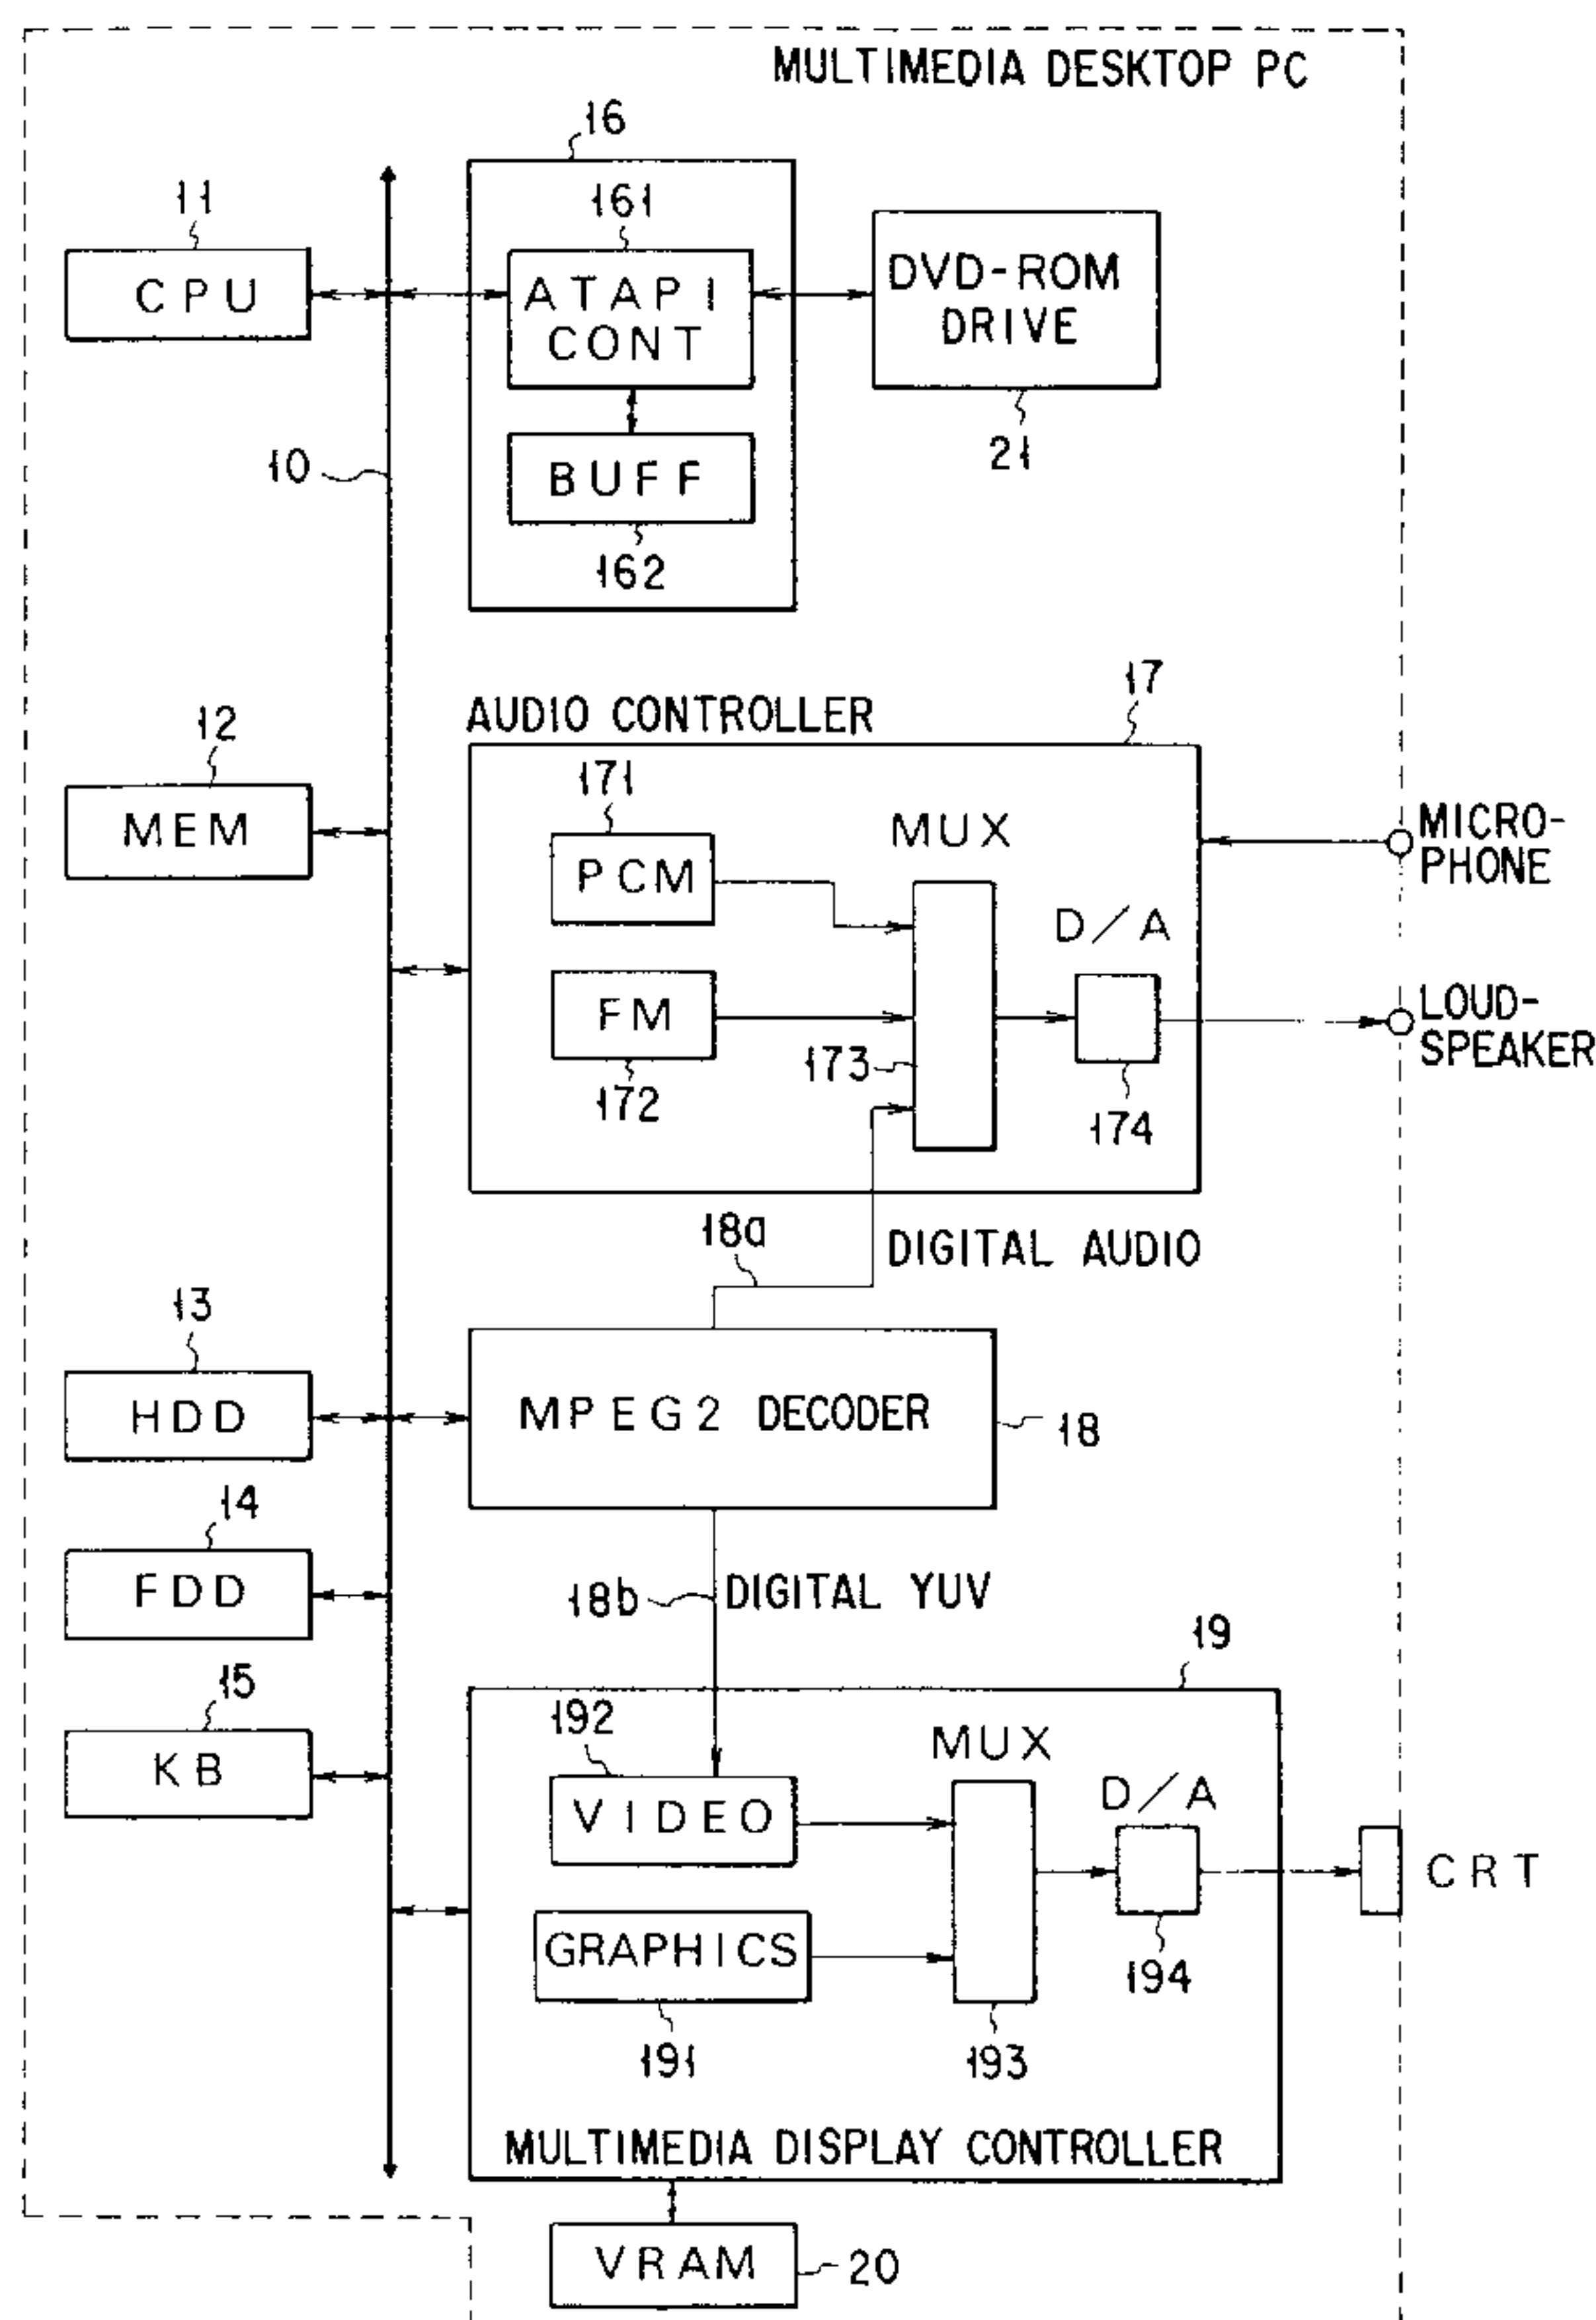 MULTIMEDIA DESKTOP PC
16
11
161
CPU
ATAPI
CONT
DVD-ROM
DRIVE
10
BUFF
21
162
17
12
AUDIO CONTROLLER
171
MEM
PCM
MUX
MICRO-
PHONE
D/A
FM
LOUD-
SPEAKER
173
172
174
18a
DIGITAL AUDIO
13
HDD
MPEG2 DECODER
18
14
FDD
18b
DIGITAL YUV
19
15
192
MUX
KB
VIDEO
D/A
CRT
GRAPHICS
194
191
193
MULTIMEDIA DISPLAY CONTROLLER
VRAM
20